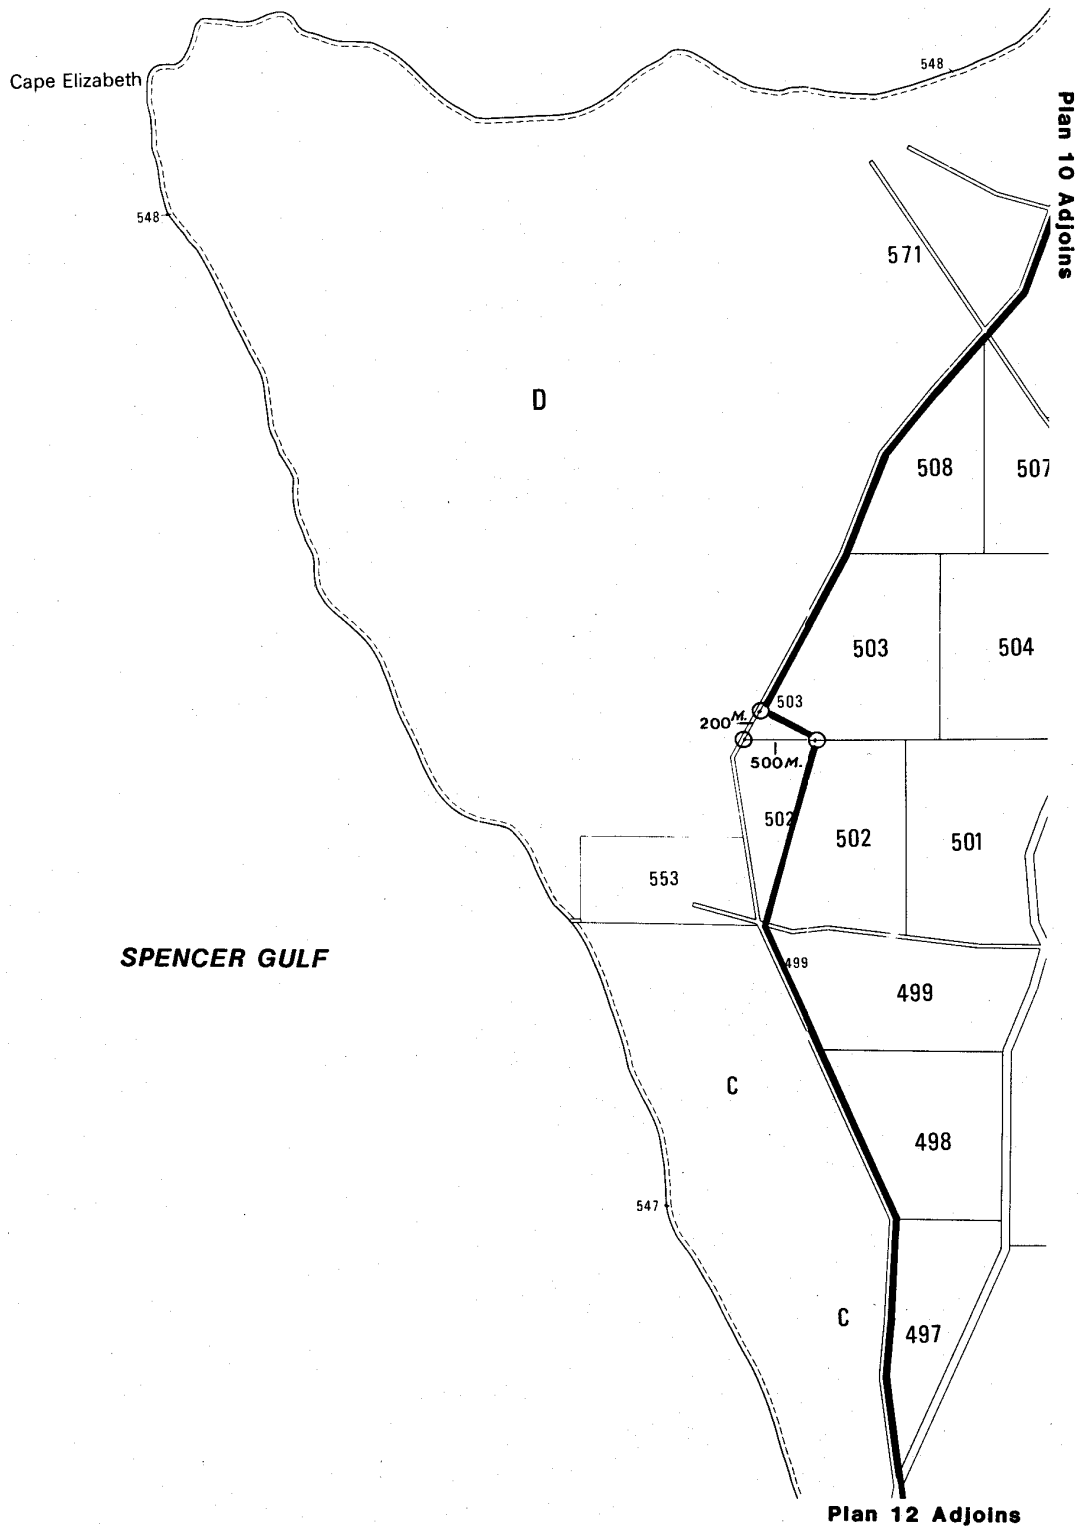 548
Cape Elizabeth
Plan 10 Adjoins
548
571
D
508
507
503
504
503
200M.
500M.
502
502
501
553
SPENCER GULF
499
499
C
498
547
C
497
Plan 12 Adjoins